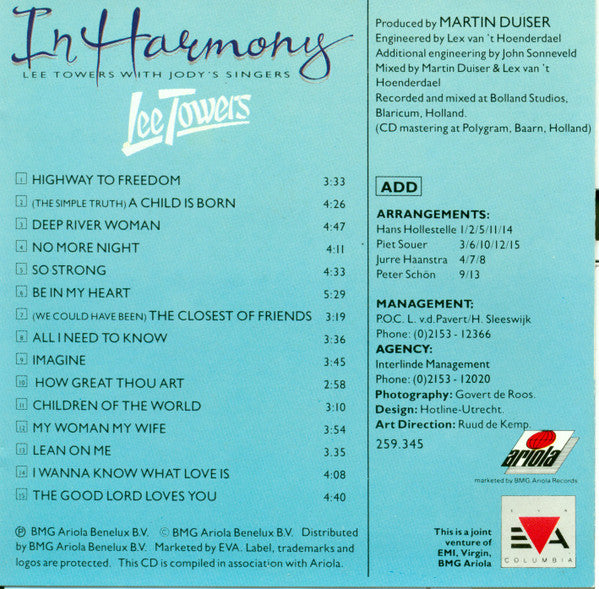 In Harmony
LEE TOWERS WITH JODY'S SINGERS
Lee Towers
1 HIGHWAY TO FREEDOM 3:33
2 (THE SIMPLE TRUTH) A CHILD IS BORN 4:26
3 DEEP RIVER WOMAN 4:47
4 NO MORE NIGHT 4:11
5 SO STRONG 4:33
6 BE IN MY HEART 5:29
7 (WE COULD HAVE BEEN) THE CLOSEST OF FRIENDS 3:19
8 ALL I NEED TO KNOW 3:36
9 IMAGINE 3:45
10 HOW GREAT THOU ART 2:58
11 CHILDREN OF THE WORLD 3:10
12 MY WOMAN MY WIFE 3:54
13 LEAN ON ME 3.35
14 I WANNA KNOW WHAT LOVE IS 4:08
15 THE GOOD LORD LOVES YOU 4:40
℗ BMG Ariola Benelux B.V. © BMG Ariola Benelux B.V. Distributed
by BMG Ariola Benelux B.V. Marketed by EVA. Label, trademarks and
logos are protected. This CD is compiled in association with Ariola.
Produced by MARTIN DUISER
Engineered by Lex van 't Hoenderdael
Additional engineering by John Sonneveld
Mixed by Martin Duiser & Lex van 't
Hoenderdael
Recorded and mixed at Bolland Studios,
Blaricum, Holland.
(CD mastering at Polygram, Baarn, Holland)
ADD
ARRANGEMENTS:
Hans Hollestelle 1/2/5/11/14
Piet Souer 3/6/10/12/15
Jurre Haanstra 4/7/8
Peter Schön 9/13
MANAGEMENT:
P.O.C. L. v.d. Pavert/H. Sleeswijk
Phone: (0)2153 - 12366
AGENCY:
Interlinde Management
Phone: (0)2153 - 12020
Photography: Govert de Roos.
Design: Hotline-Utrecht.
Art Direction: Ruud de Kemp.
259.345
ariola
marketed by BMG Ariola Records
This is a joint
venture of
EMI, Virgin,
BMG Ariola
EVA
EVA
COLUMBIA